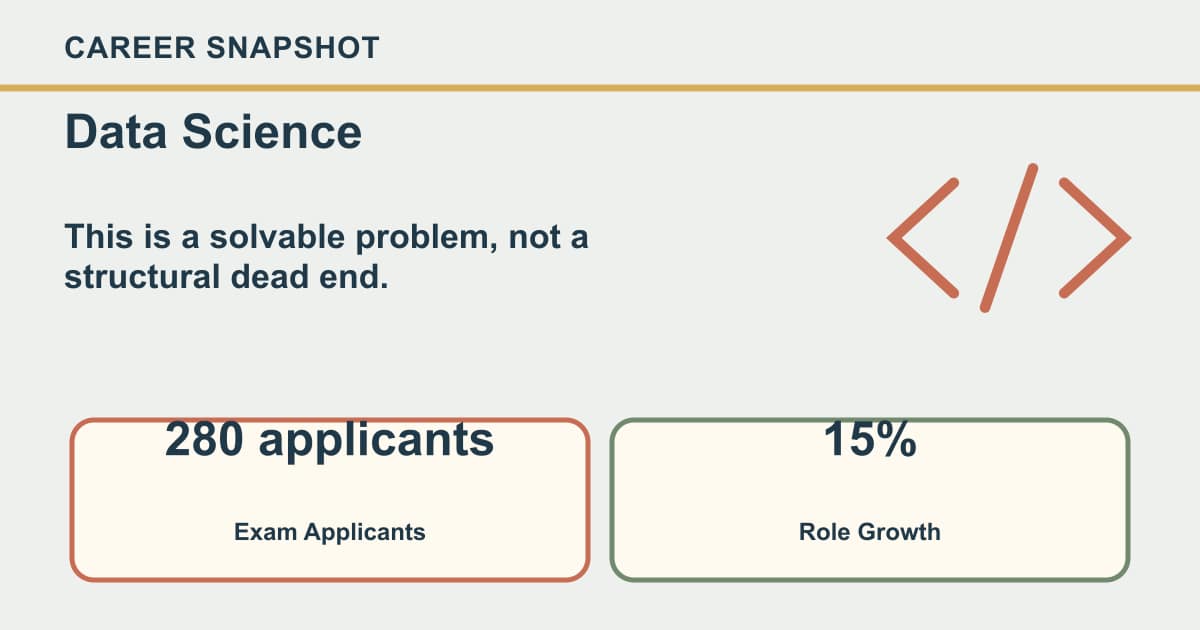 CAREER SNAPSHOT
Data Science
This is a solvable problem, not a
structural dead end.
280 applicants
Exam Applicants
15%
Role Growth